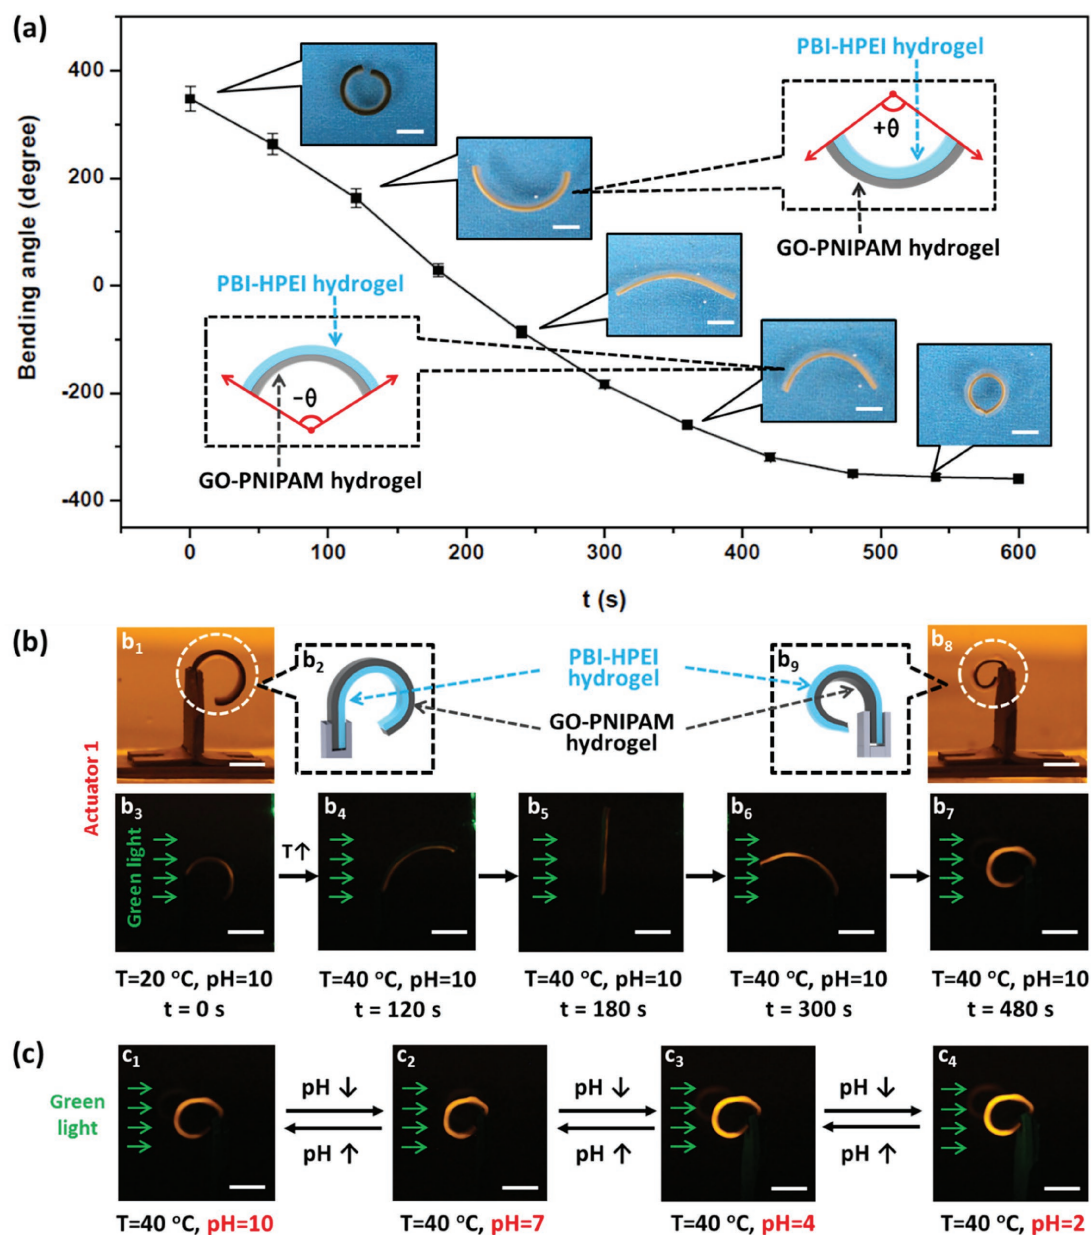 (a)
400
200
0
-200
-400
Bending angle (degree)
0
100
200
300
400
500
600
t (s)
PBI-HPEI hydrogel
+θ
GO-PNIPAM hydrogel
PBI-HPEI hydrogel
−θ
GO-PNIPAM hydrogel
(b)
Actuator 1
b1
b2
PBI-HPEI
hydrogel
GO-PNIPAM
hydrogel
b9
b8
b3
Green light
T↑
b4
b5
b6
b7
T=20 °C, pH=10
t = 0 s
T=40 °C, pH=10
t = 120 s
T=40 °C, pH=10
t = 180 s
T=40 °C, pH=10
t = 300 s
T=40 °C, pH=10
t = 480 s
(c)
Green
light
c1
pH ↓
pH ↑
c2
pH ↓
pH ↑
c3
pH ↓
pH ↑
c4
T=40 °C, pH=10
T=40 °C, pH=7
T=40 °C, pH=4
T=40 °C, pH=2